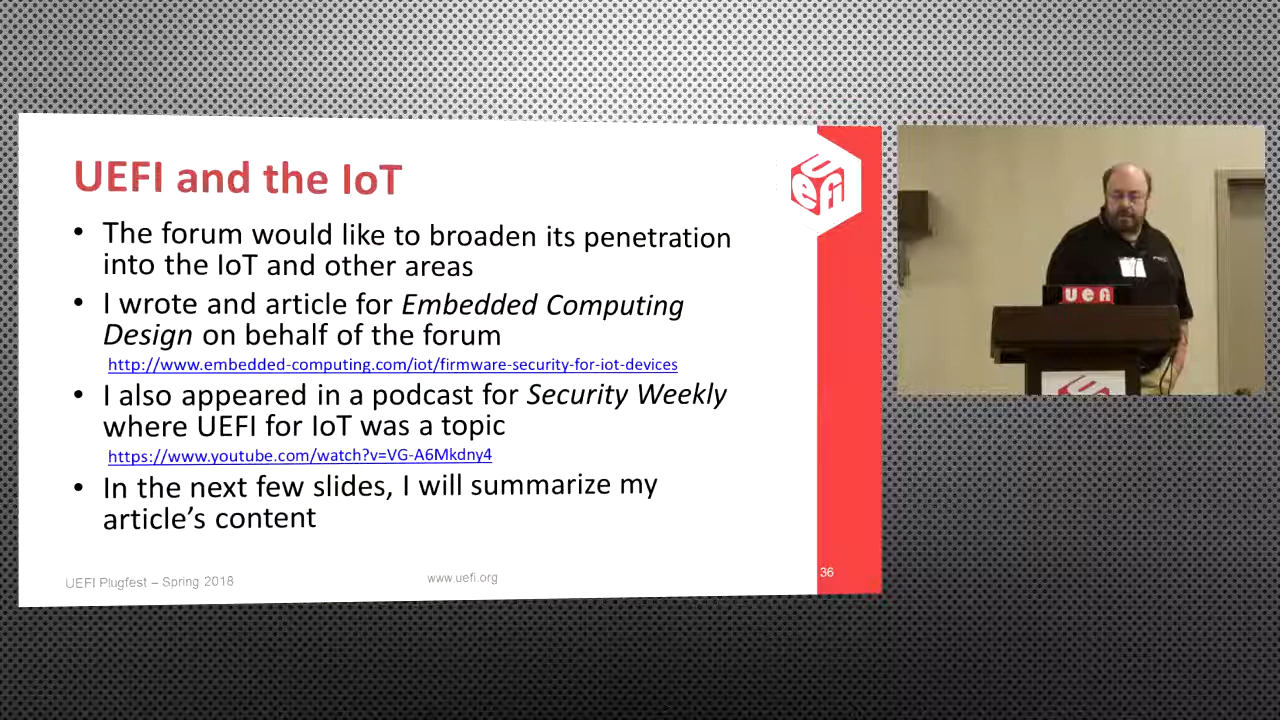 UEFI and the IoT
uefi
• The forum would like to broaden its penetration
into the IoT and other areas
• I wrote and article for Embedded Computing
Design on behalf of the forum
http://www.embedded-computing.com/iot/firmware-security-for-iot-devices
• I also appeared in a podcast for Security Weekly
where UEFI for IoT was a topic
https://www.youtube.com/watch?v=VG-A6Mkdny4
• In the next few slides, I will summarize my
article’s content
UEFI Plugfest – Spring 2018
www.uefi.org
36
uefi